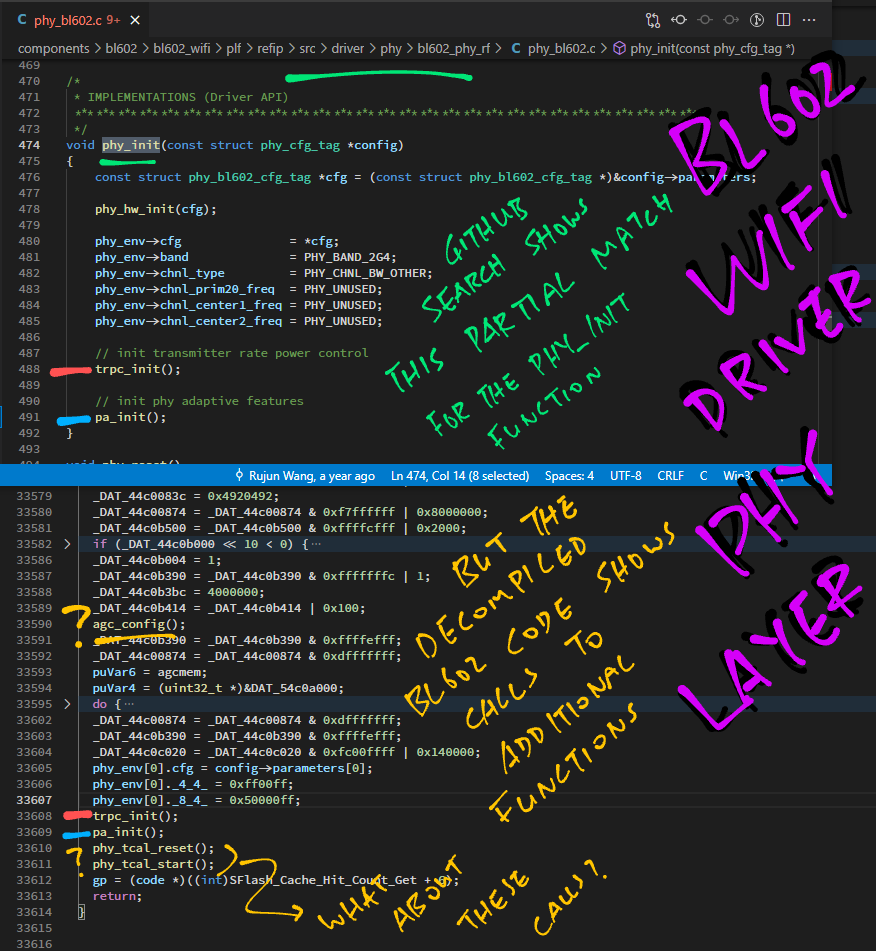 C phy_bl602.c 9+ ✕ ···
components > bl602 > bl602_wifi > plf > refip > src > driver > phy > bl602_phy_rf > C phy_bl602.c > phy_init(const phy_cfg_tag *)
469
470 /*
471 * IMPLEMENTATIONS (Driver API)
472 ****************************************************************************************
473 */
474 void phy_init(const struct phy_cfg_tag *config)
475 {
476 const struct phy_bl602_cfg_tag *cfg = (const struct phy_bl602_cfg_tag *)&config→parameters;
477
478 phy_hw_init(cfg);
479
480 phy_env→cfg = *cfg;
481 phy_env→band = PHY_BAND_2G4;
482 phy_env→chnl_type = PHY_CHNL_BW_OTHER;
483 phy_env→chnl_prim20_freq = PHY_UNUSED;
484 phy_env→chnl_center1_freq = PHY_UNUSED;
485 phy_env→chnl_center2_freq = PHY_UNUSED;
486
487 // init transmitter rate power control
488 trpc_init();
489
490 // init phy adaptive features
491 pa_init();
492 }
493
BL602
WIFI
DRIVER
PHY
LAYER
GITHUB
SEARCH SHOWS
THIS PARTIAL MATCH
FOR THE PHY_INIT
FUNCTION
Rujun Wang, a year ago Ln 474, Col 14 (8 selected) Spaces: 4 UTF-8 CRLF C
33579 _DAT_44c0083c = 0x4920492;
33580 _DAT_44c00874 = _DAT_44c00874 & 0xf7ffffff | 0x8000000;
33581 _DAT_44c0b500 = _DAT_44c0b500 & 0xffffcfff | 0x2000;
33582 > if (_DAT_44c0b000 ≪ 10 < 0) {···
33586 _DAT_44c0b004 = 1;
33587 _DAT_44c0b390 = _DAT_44c0b390 & 0xfffffffc | 1;
33588 _DAT_44c0b3bc = 4000000;
33589 _DAT_44c0b414 = _DAT_44c0b414 | 0x100;
33590 agc_config();
33591 _DAT_44c0b390 = _DAT_44c0b390 & 0xffffefff;
33592 _DAT_44c00874 = _DAT_44c00874 & 0xdfffffff;
33593 puVar6 = agcmem;
33594 puVar4 = (uint32_t *)&DAT_54c0a000;
33595 > do {···
33602 _DAT_44c00874 = _DAT_44c00874 & 0xdfffffff;
33603 _DAT_44c0b390 = _DAT_44c0b390 & 0xffffefff;
33604 _DAT_44c0c020 = _DAT_44c0c020 & 0xfc00ffff | 0x140000;
33605 phy_env[0].cfg = config→parameters[0];
33606 phy_env[0]._4_4_ = 0xff00ff;
33607 phy_env[0]._8_4_ = 0x50000ff;
33608 trpc_init();
33609 pa_init();
33610 phy_tcal_reset();
33611 phy_tcal_start();
33612 gp = (code *)((int)SFlash_Cache_Hit_Count_Get + );
33613 return;
33614 }
33615
33616
?
?
BUT THE
DECOMPILED
BL602 CODE SHOWS
CALLS TO
ADDITIONAL
FUNCTIONS
WHAT ABOUT THESE CALLS?